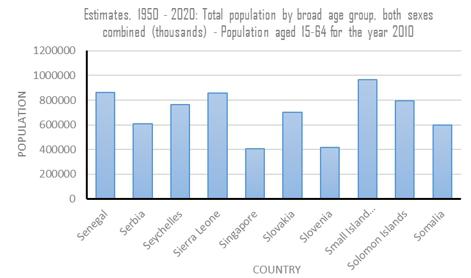 Estimates, 1950 - 2020: Total population by broad age group, both sexes
combined (thousands) - Population aged 15-64 for the year 2010
1200000
1000000
800000
600000
400000
200000
0
POPULATION
Senegal
Serbia
Seychelles
Sierra Leone
Singapore
Slovakia
Slovenia
Small Island...
Solomon Islands
Somalia
COUNTRY